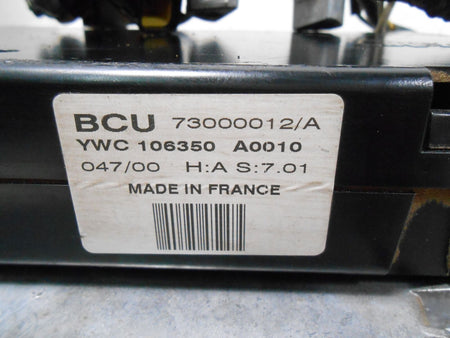 BCU 73000012/A
YWC 106350 A0010
047/00 H:A S:7.01
MADE IN FRANCE